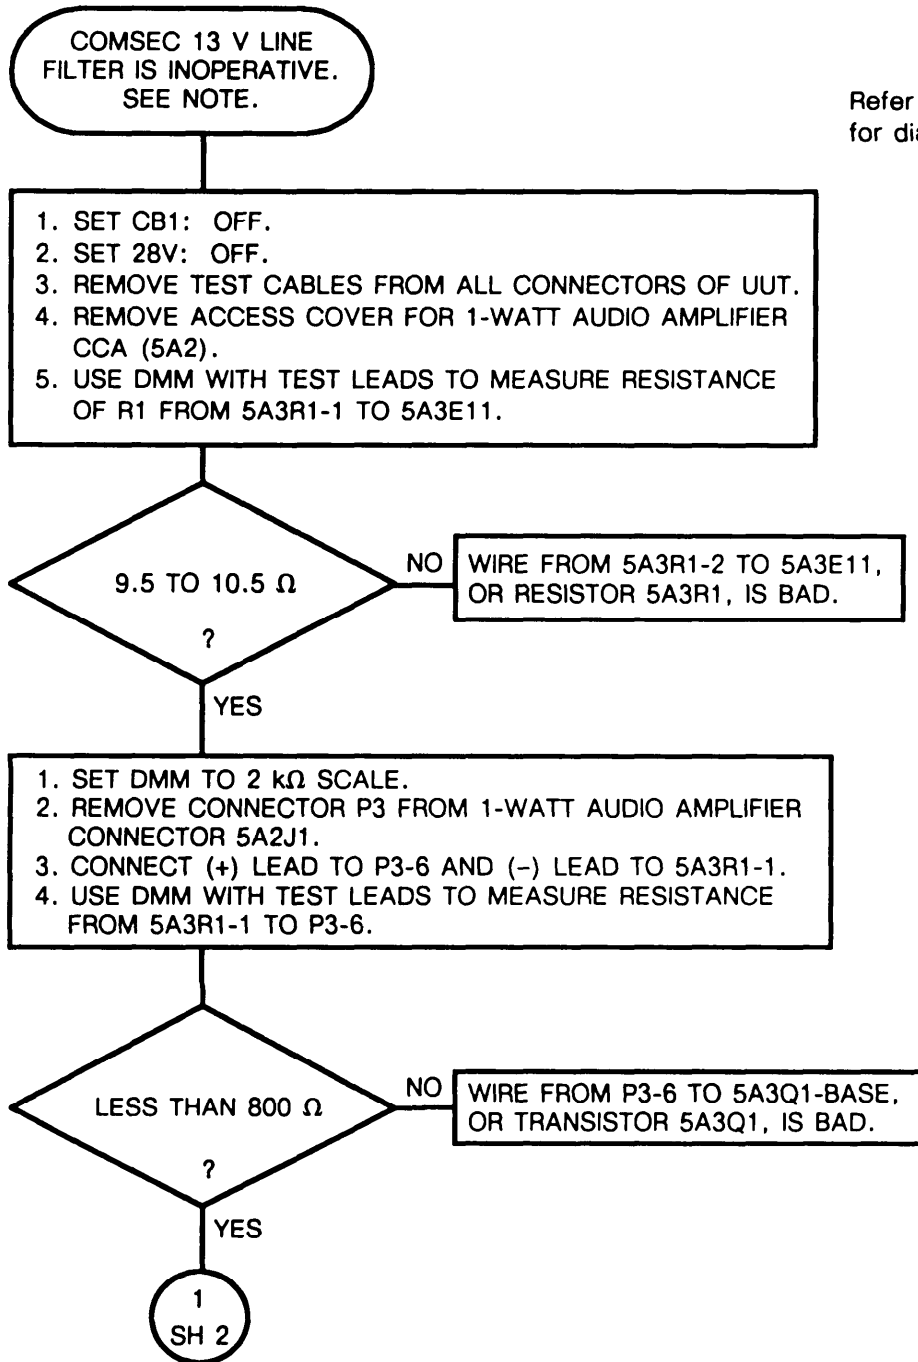 COMSEC 13 V LINE
FILTER IS INOPERATIVE.
SEE NOTE.
Refer
for dia
1. SET CB1: OFF.
2. SET 28V: OFF.
3. REMOVE TEST CABLES FROM ALL CONNECTORS OF UUT.
4. REMOVE ACCESS COVER FOR 1-WATT AUDIO AMPLIFIER
CCA (5A2).
5. USE DMM WITH TEST LEADS TO MEASURE RESISTANCE
OF R1 FROM 5A3R1-1 TO 5A3E11.
9.5 TO 10.5 Ω
?
NO
WIRE FROM 5A3R1-2 TO 5A3E11,
OR RESISTOR 5A3R1, IS BAD.
YES
1. SET DMM TO 2 kΩ SCALE.
2. REMOVE CONNECTOR P3 FROM 1-WATT AUDIO AMPLIFIER
CONNECTOR 5A2J1.
3. CONNECT (+) LEAD TO P3-6 AND (-) LEAD TO 5A3R1-1.
4. USE DMM WITH TEST LEADS TO MEASURE RESISTANCE
FROM 5A3R1-1 TO P3-6.
LESS THAN 800 Ω
?
NO
WIRE FROM P3-6 TO 5A3Q1-BASE,
OR TRANSISTOR 5A3Q1, IS BAD.
YES
1
SH 2